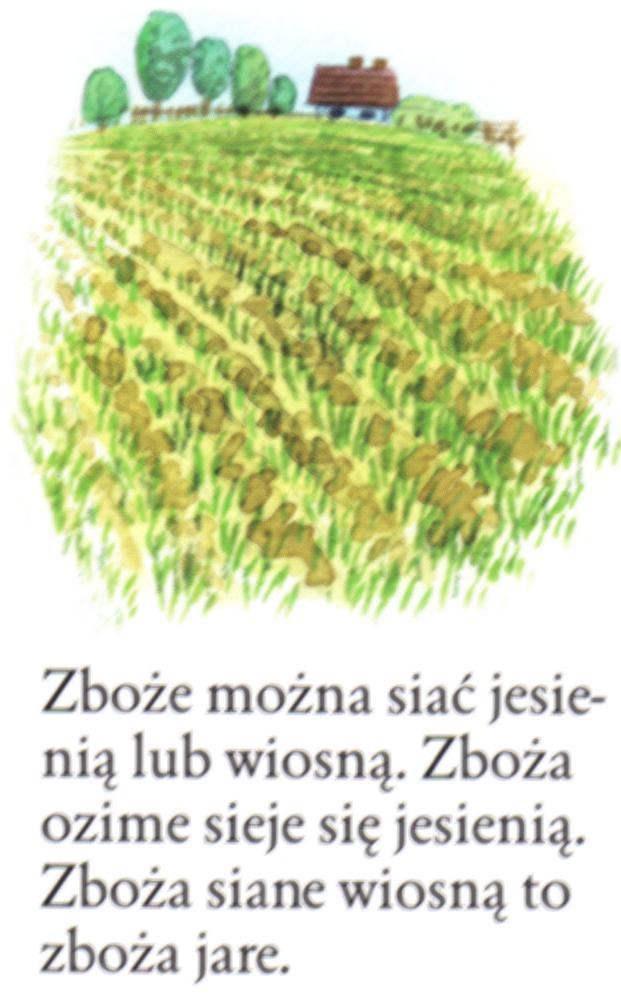 Zboże można siać jesie-
nią lub wiosną. Zboża
ozime sieje się jesienią.
Zboża siane wiosną to
zboża jare.